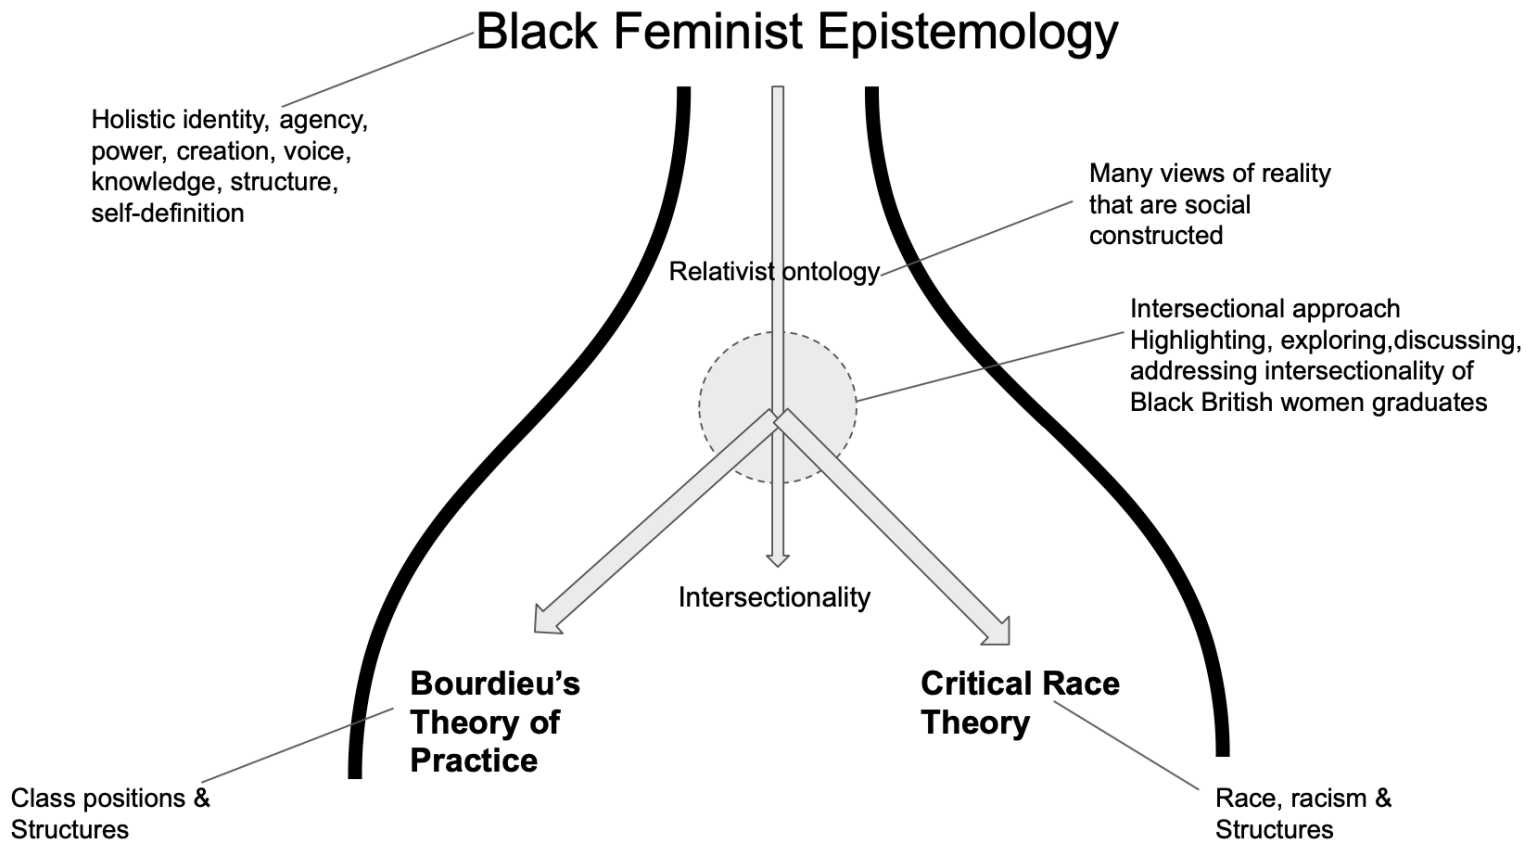 Black Feminist Epistemology
Holistic identity, agency,
power, creation, voice,
knowledge, structure,
self-definition
Many views of reality
that are social
constructed
Relativist ontology
Intersectional approach
Highlighting, exploring,discussing,
addressing intersectionality of
Black British women graduates
Intersectionality
Bourdieu’s
Theory of
Practice
Critical Race
Theory
Class positions &
Structures
Race, racism &
Structures